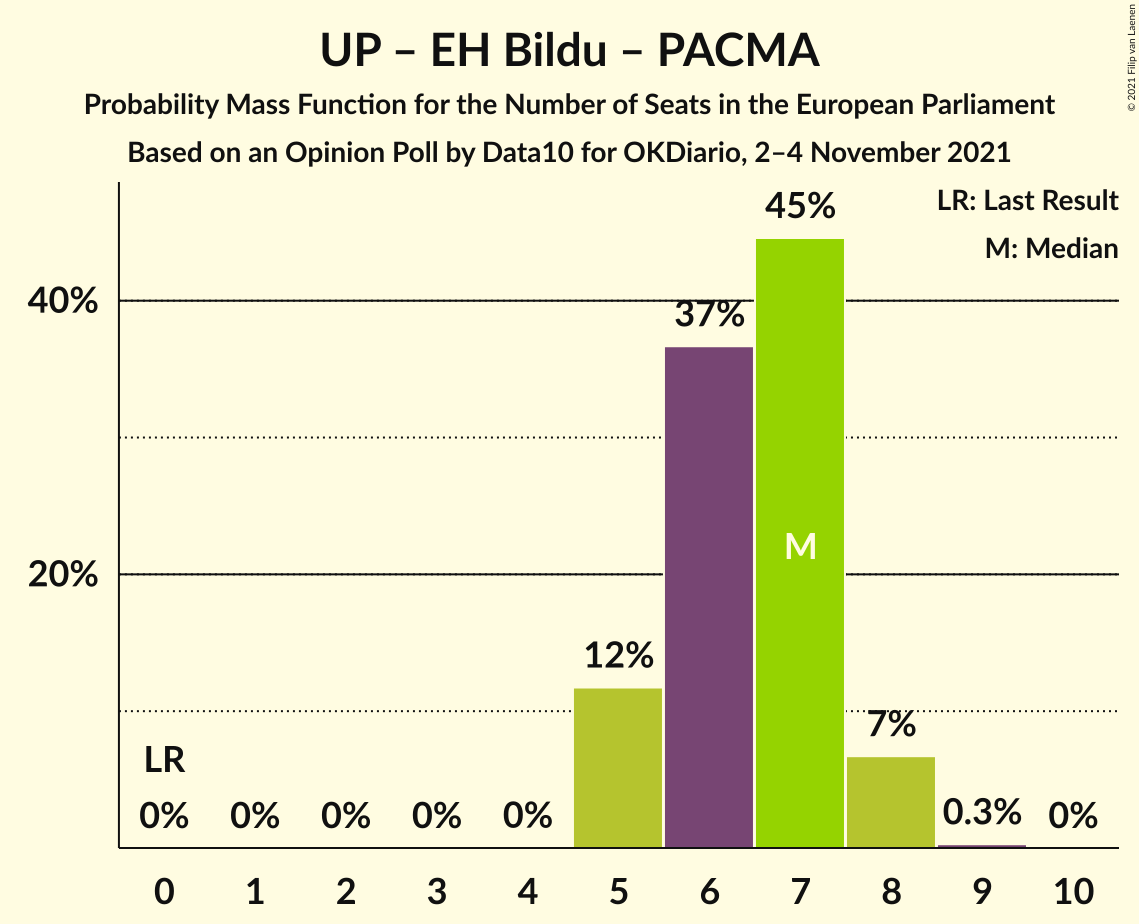 UP – EH Bildu – PACMA
Probability Mass Function for the Number of Seats in the European Parliament
Based on an Opinion Poll by Data10 for OKDiario, 2–4 November 2021
© 2021 Filip van Laenen
LR: Last Result
M: Median
40%
20%
LR
0%
0%
0%
0%
0%
12%
37%
45%
M
7%
0.3%
0%
0 1 2 3 4 5 6 7 8 9 10